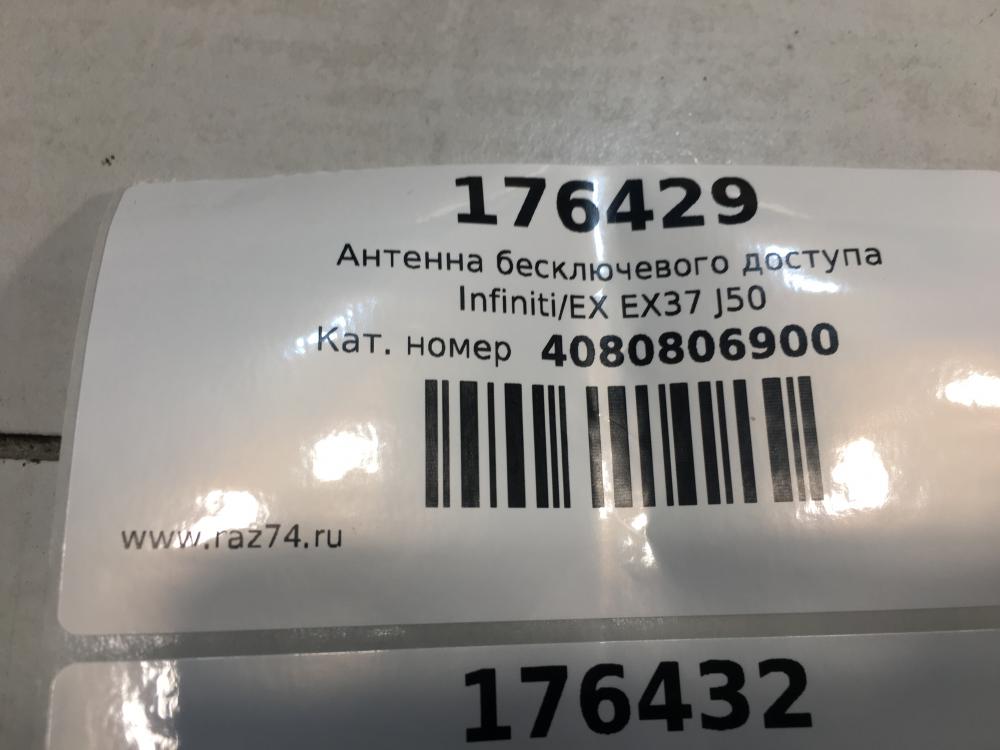 176429
Антенна бесключевого доступа
Infiniti/EX EX37 J50
Кат. номер 4080806900
www.raz74.ru
176432